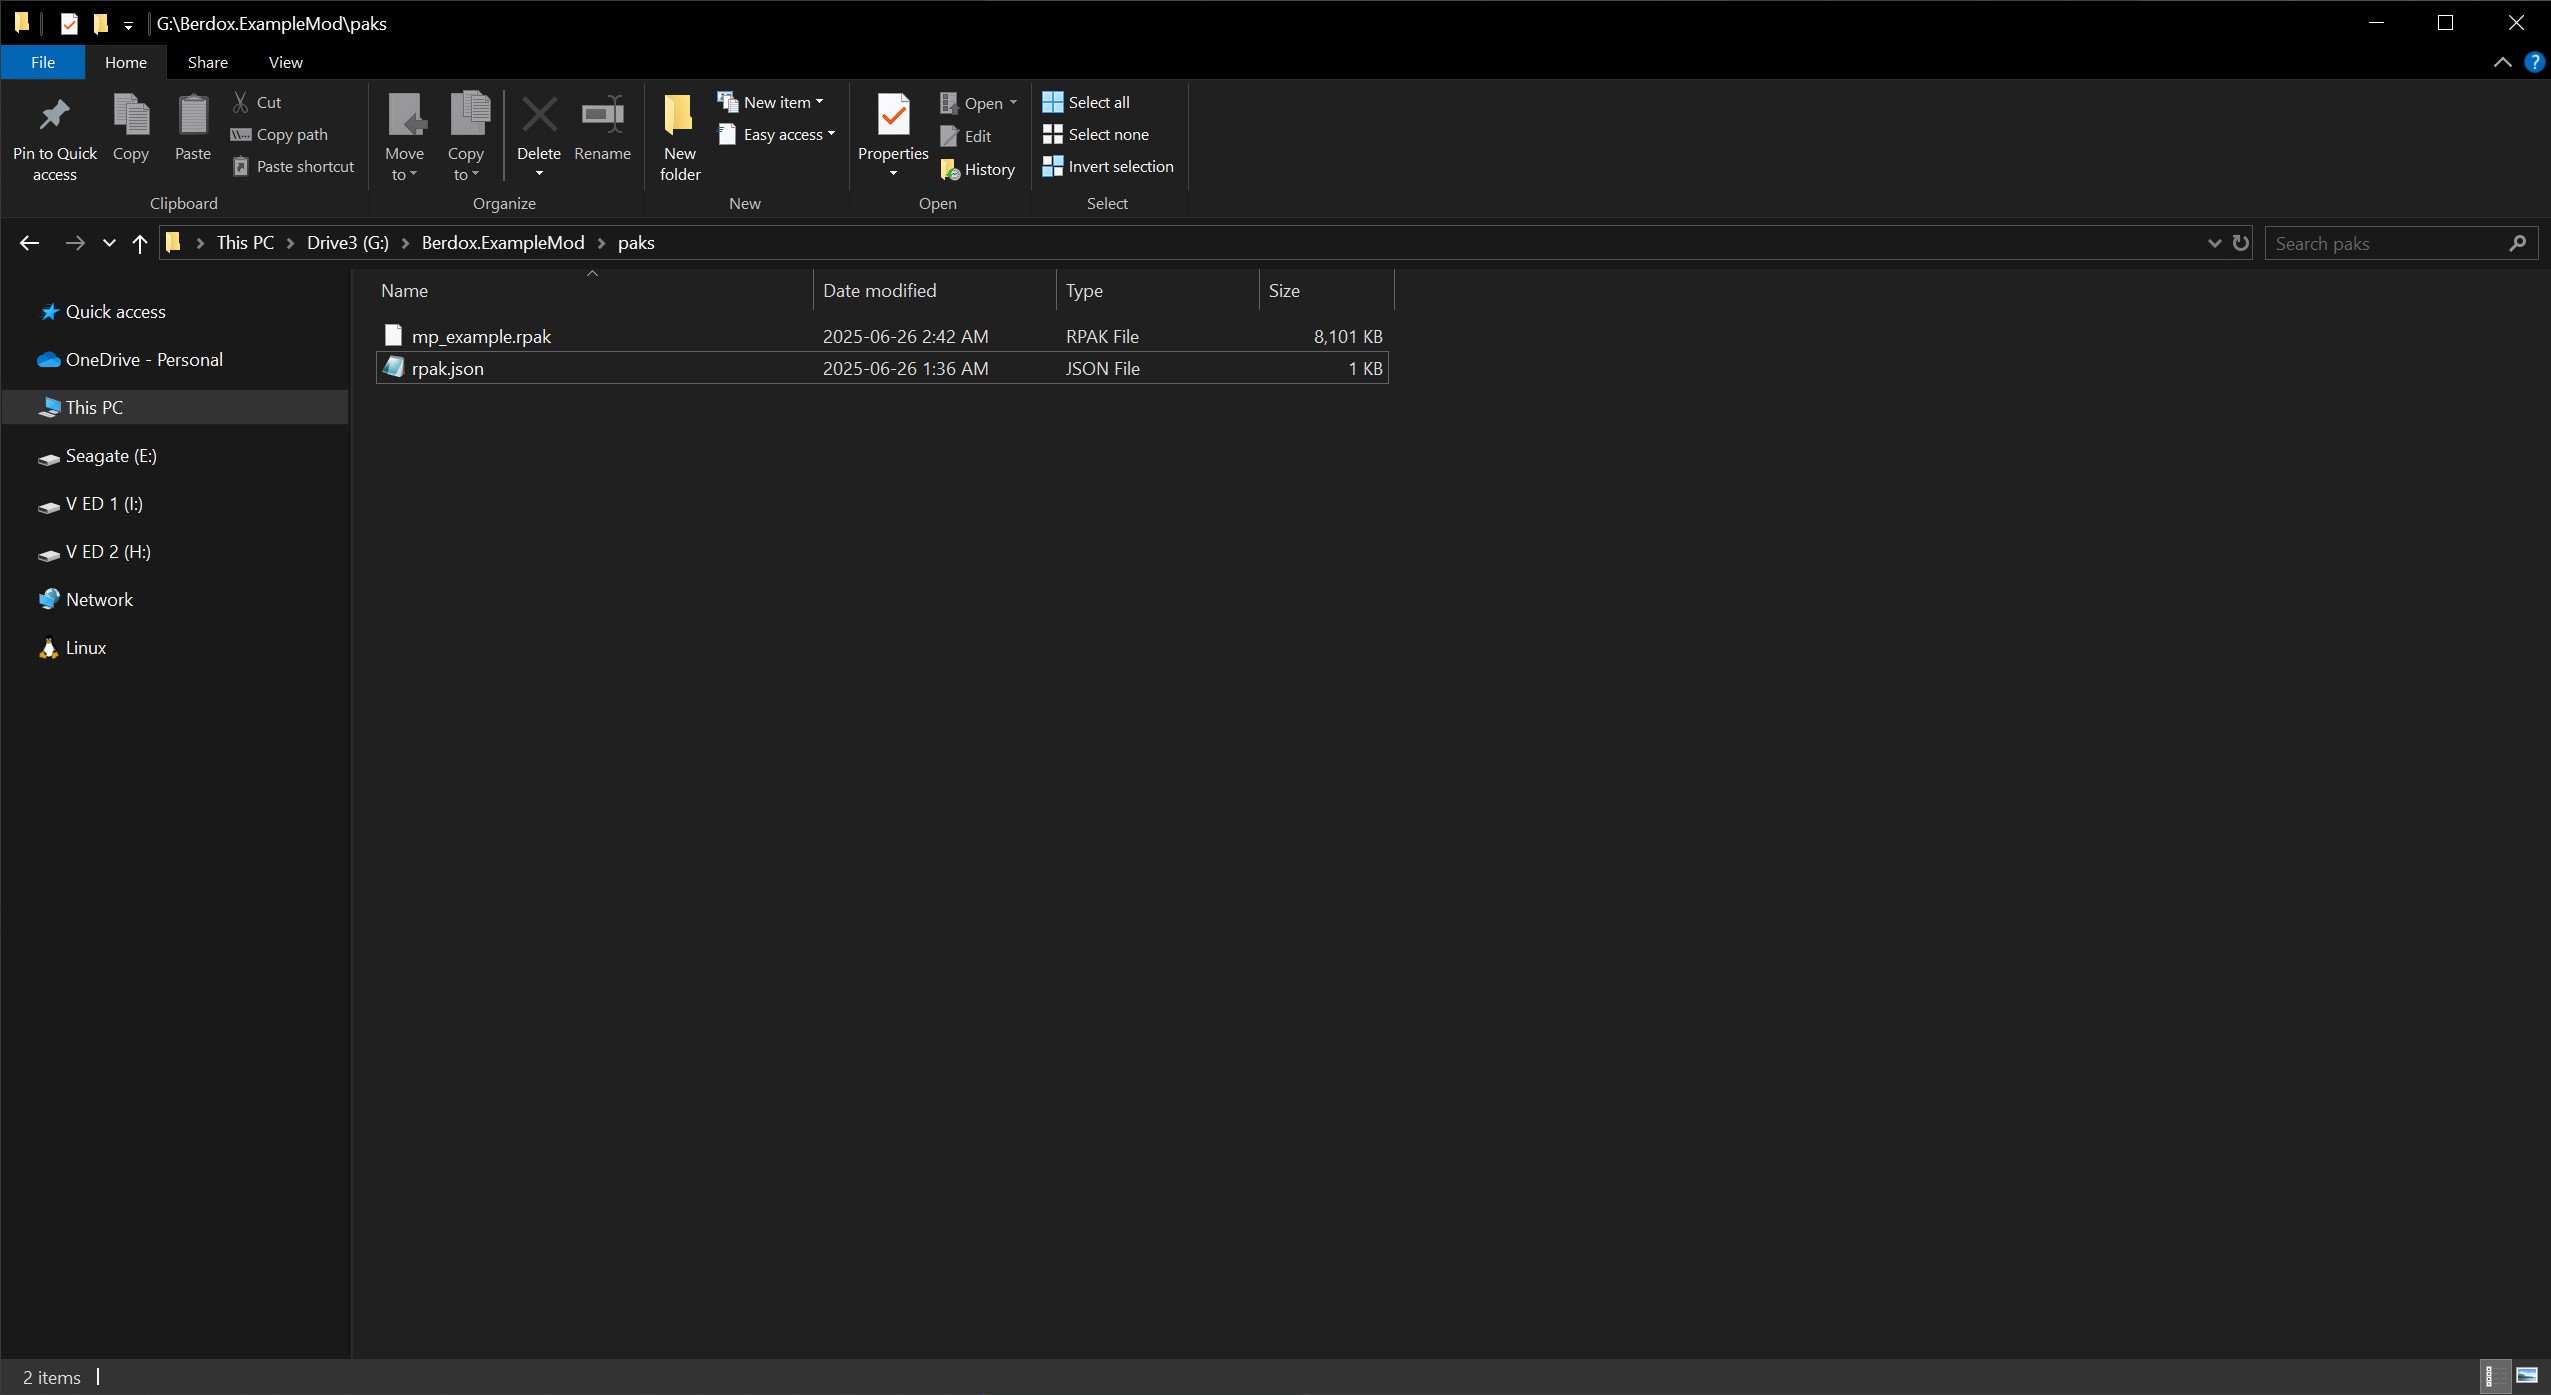 G:\Berdox.ExampleMod\paks
File Home Share View
Pin to Quick access
Copy
Paste
Cut
Copy path
Paste shortcut
Clipboard
Move to
Copy to
Delete
Rename
Organize
New folder
New item
Easy access
New
Properties
Open
Edit
History
Open
Select all
Select none
Invert selection
Select
This PC Drive3 (G:) Berdox.ExampleMod paks
Search paks
Quick access
OneDrive - Personal
This PC
Seagate (E:)
V ED 1 (I:)
V ED 2 (H:)
Network
Linux
Name Date modified Type Size
mp_example.rpak 2025-06-26 2:42 AM RPAK File 8,101 KB
rpak.json 2025-06-26 1:36 AM JSON File 1 KB
2 items